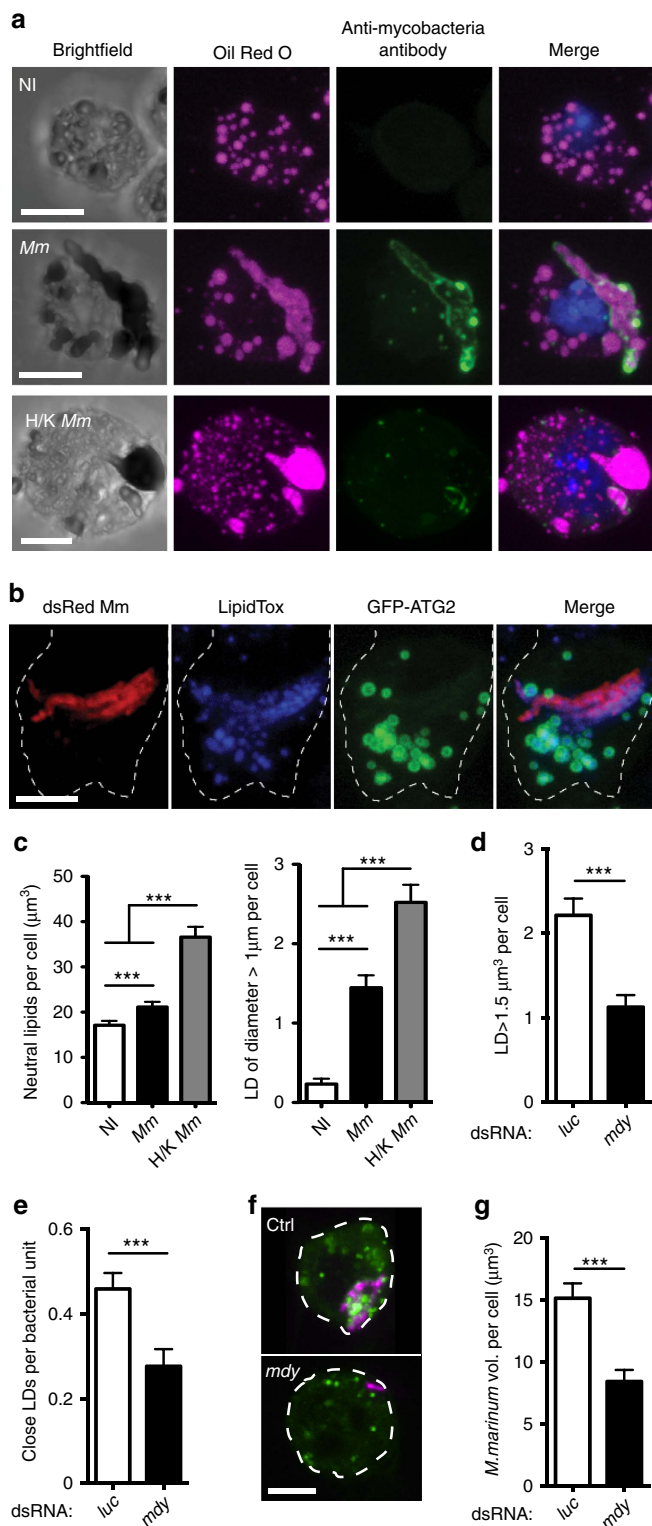 a
Brightfield
Oil Red O
Anti-mycobacteria
antibody
Merge
NI
Mm
H/K Mm
b
dsRed Mm
LipidTox
GFP-ATG2
Merge
c
Neutral lipids per cell (μm³)
50
40
30
20
10
0
***
***
NI
Mm
H/K Mm
LD of diameter > 1μm per cell
3
2
1
0
***
***
NI
Mm
H/K Mm
d
LD>1.5 μm³ per cell
3
2
1
0
***
dsRNA:
luc
mdy
e
Close LDs per bacterial unit
0.6
0.4
0.2
0
***
dsRNA:
luc
mdy
f
Ctrl
mdy
g
M.marinum vol. per cell (μm³)
20
15
10
5
0
***
dsRNA:
luc
mdy